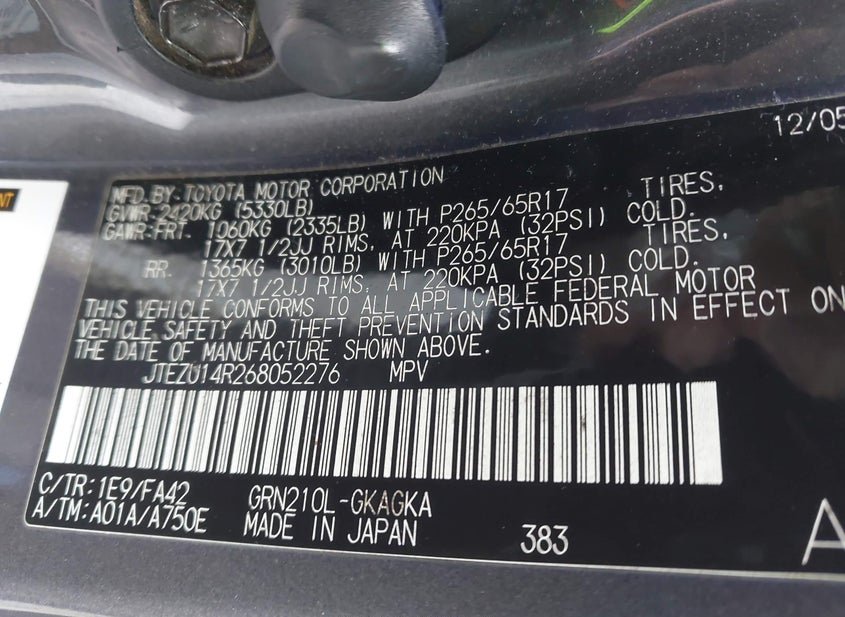 12/05
MFD.BY:TOYOTA MOTOR CORPORATION
GVWR:2420KG (5330LB)
GAWR:FRT. 1060KG (2335LB) WITH P265/65R17 TIRES,
17X7 1/2JJ RIMS, AT 220KPA (32PSI) COLD.
RR. 1365KG (3010LB) WITH P265/65R17 TIRES,
17X7 1/2JJ RIMS, AT 220KPA (32PSI) COLD.
THIS VEHICLE CONFORMS TO ALL APPLICABLE FEDERAL MOTOR
VEHICLE SAFETY AND THEFT PREVENTION STANDARDS IN EFFECT ON
THE DATE OF MANUFACTURE SHOWN ABOVE.
JTEZU14R268052276 MPV
C/TR:1E9/FA42 GRN210L-GKAGKA
A/TM:A01A/A750E MADE IN JAPAN 383 A